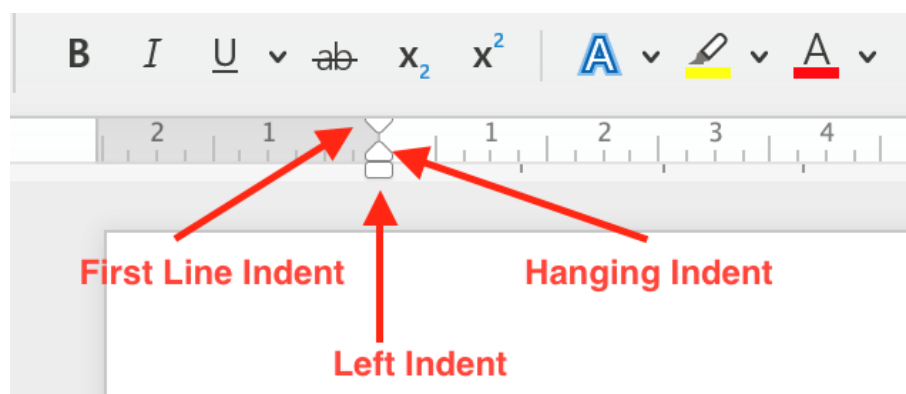 B I U ab X₂ X² A A
2 1 1 2 3 4
First Line Indent
Hanging Indent
Left Indent